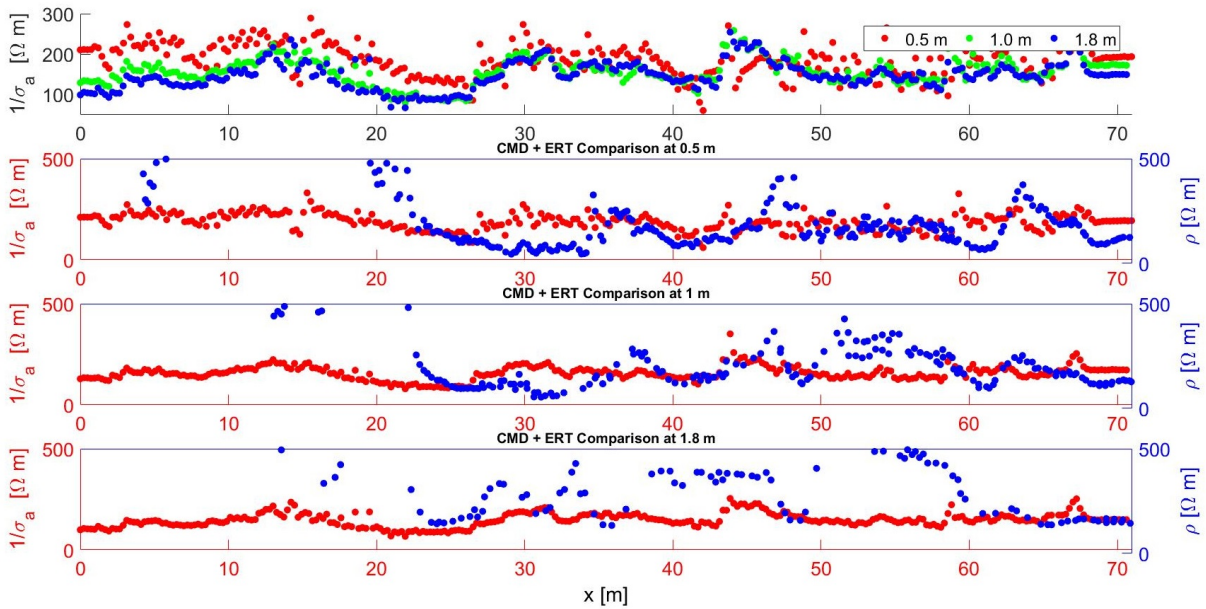 300
200
100
1/σa [Ω m]
0.5 m 1.0 m 1.8 m
0 10 20 30 40 50 60 70
CMD + ERT Comparison at 0.5 m
500
0
1/σa [Ω m]
500
0
ρ [Ω m]
0 10 20 30 40 50 60 70
CMD + ERT Comparison at 1 m
500
0
1/σa [Ω m]
500
0
ρ [Ω m]
0 10 20 30 40 50 60 70
CMD + ERT Comparison at 1.8 m
500
0
1/σa [Ω m]
500
0
ρ [Ω m]
0 10 20 30 40 50 60 70
x [m]